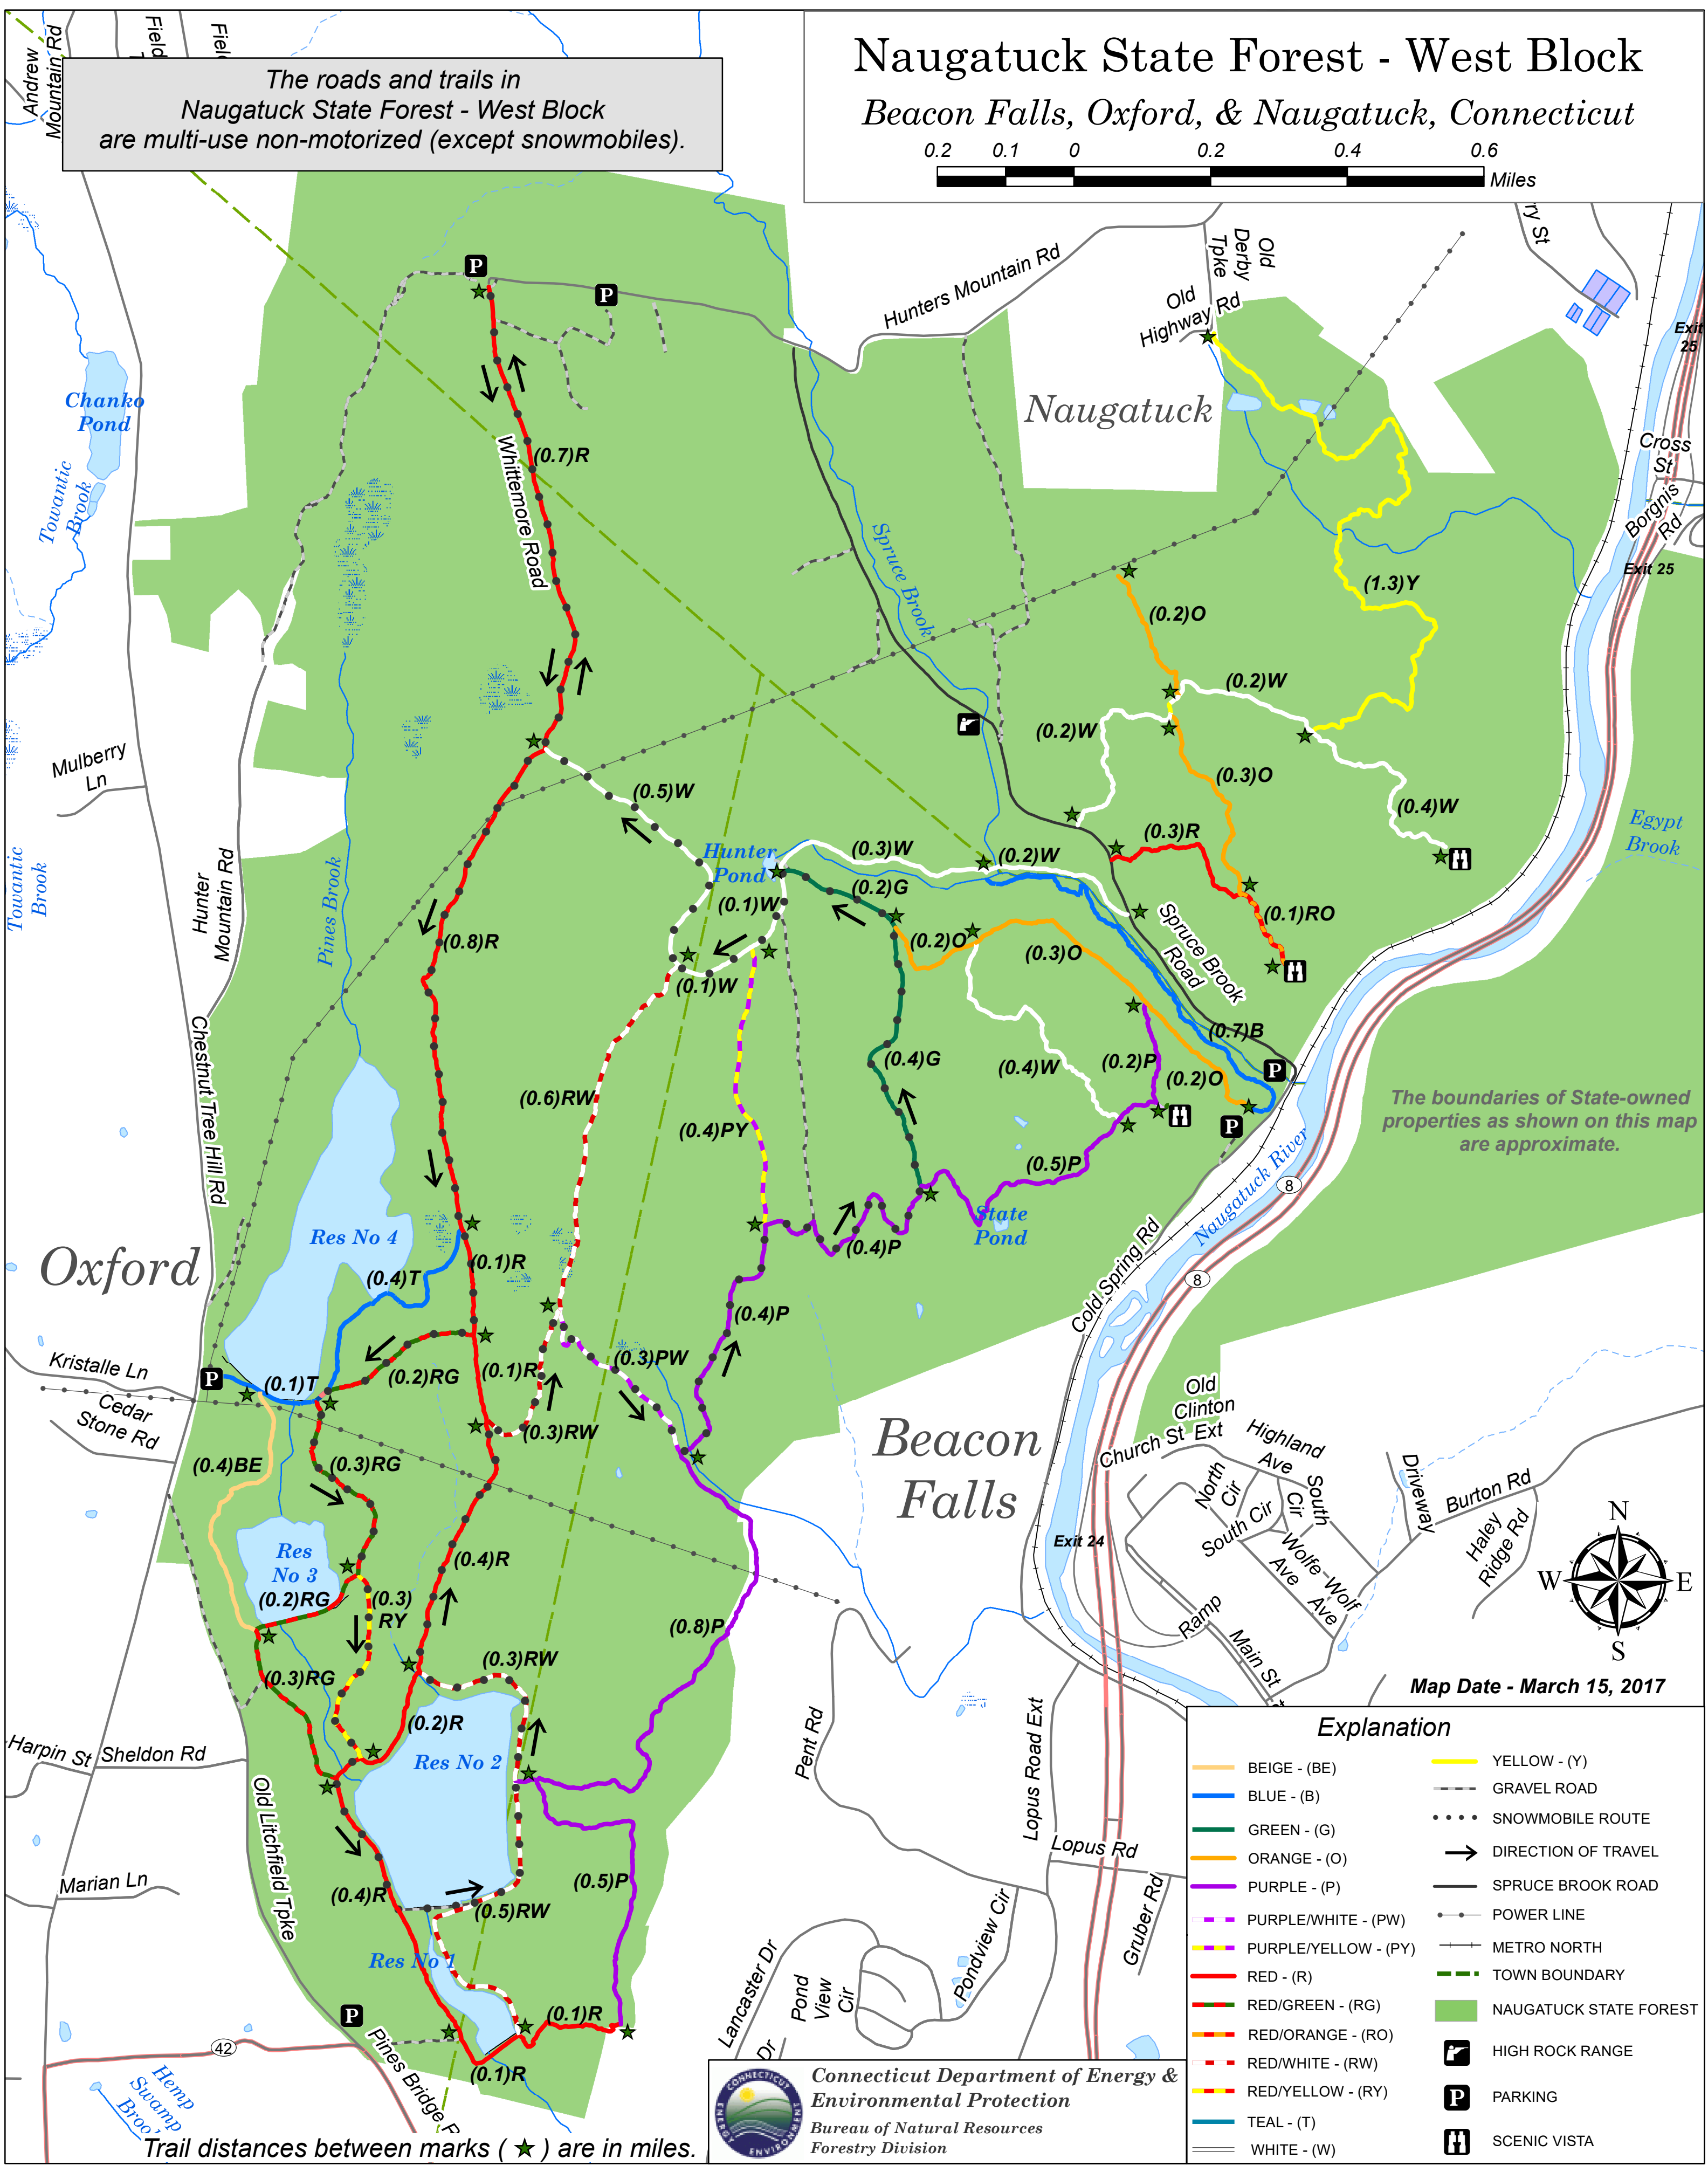 Naugatuck State Forest - West Block
Beacon Falls, Oxford, & Naugatuck, Connecticut
0.2 0.1 0 0.2 0.4 0.6
Miles
The roads and trails in
Naugatuck State Forest - West Block
are multi-use non-motorized (except snowmobiles).
Andrew
Mountain Rd
Field
P
P
Hunters Mountain Rd
Old
Derby
Tpke
Old
Highway Rd
ry St
Exit
25
Chanko
Pond
Towantic
Brook
Whittemore Road
(0.7)R
Naugatuck
Spruce Brook
Cross
St
Borgnis
Rd
Exit 25
(1.3)Y
(0.2)O
(0.2)W
(0.2)W
(0.3)O
(0.4)W
Mulberry
Ln
(0.5)W
Egypt
Brook
Towantic
Brook
Hunter
Mountain Rd
Pines Brook
Hunter
Pond
(0.3)W
(0.2)W
(0.3)R
(0.2)G
(0.1)W
(0.1)RO
(0.8)R
(0.2)O
(0.3)O
Spruce Brook
Road
(0.1)W
Chestnut Tree Hill Rd
(0.7)B
(0.4)G
(0.4)W
(0.2)P
(0.2)O
P
P
(0.6)RW
(0.4)PY
The boundaries of State-owned
properties as shown on this map
are approximate.
(0.5)P
Naugatuck River
8
State
Pond
Res No 4
(0.4)P
Oxford
(0.1)R
(0.4)T
8
Cold Spring Rd
(0.4)P
Kristalle Ln
P
(0.1)T
(0.2)RG
(0.1)R
(0.3)PW
Cedar
Stone Rd
(0.3)RW
Beacon
Falls
Old
Clinton
Church St Ext
Highland
Ave
(0.4)BE
(0.3)RG
North
Cir
South
Cir
South Cir
Driveway
Burton Rd
Haley
Ridge Rd
Wolfe
Ave
Wolf
Ave
Exit 24
N
W E
S
Res
No 3
(0.4)R
(0.2)RG
(0.3)
RY
(0.8)P
Ramp
Main St
(0.3)RG
(0.3)RW
Map Date - March 15, 2017
(0.2)R
Res No 2
Pent Rd
Lopus Road Ext
Harpin St
Sheldon Rd
Old Litchfield Tpke
Lopus Rd
Marian Ln
(0.4)R
(0.5)RW
(0.5)P
Gruber Rd
Pondview Cir
Res No 1
Lancaster Dr
Pond
View
Cir
Dr
P
(0.1)R
42
Pines Bridge R
(0.1)R
Hemp
Swamp
Broo
Trail distances between marks ( ) are in miles.
CONNECTICUT
ENERGY ENVIRONMENT
Connecticut Department of Energy &
Environmental Protection
Bureau of Natural Resources
Forestry Division
Explanation
BEIGE - (BE)
BLUE - (B)
GREEN - (G)
ORANGE - (O)
PURPLE - (P)
PURPLE/WHITE - (PW)
PURPLE/YELLOW - (PY)
RED - (R)
RED/GREEN - (RG)
RED/ORANGE - (RO)
RED/WHITE - (RW)
RED/YELLOW - (RY)
TEAL - (T)
WHITE - (W)
YELLOW - (Y)
GRAVEL ROAD
SNOWMOBILE ROUTE
DIRECTION OF TRAVEL
SPRUCE BROOK ROAD
POWER LINE
METRO NORTH
TOWN BOUNDARY
NAUGATUCK STATE FOREST
HIGH ROCK RANGE
P PARKING
SCENIC VISTA